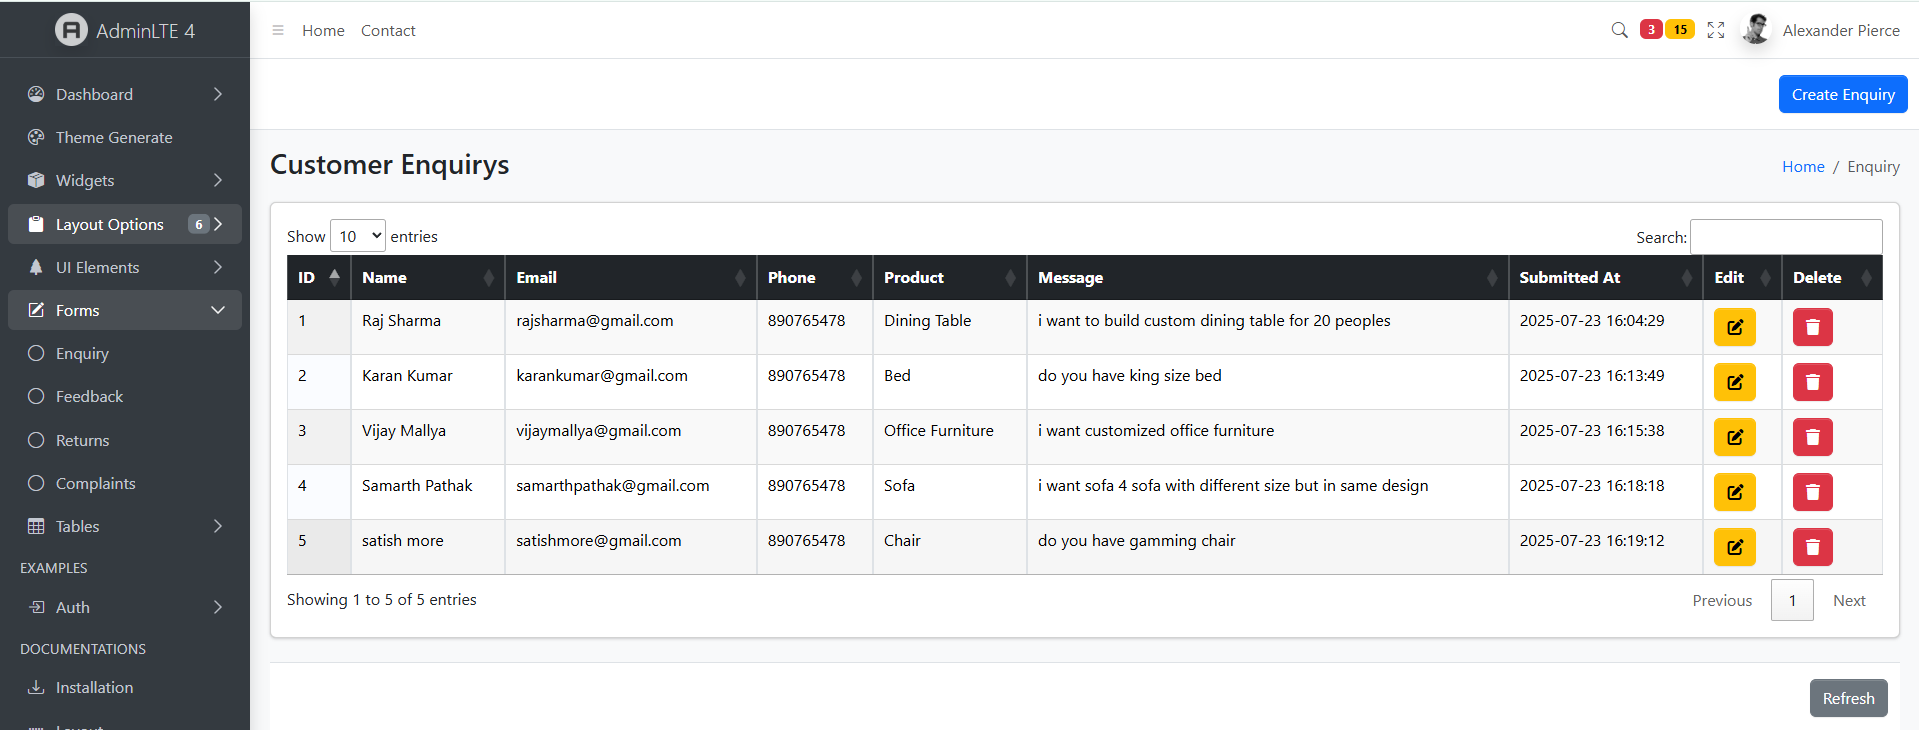 AdminLTE 4
Home Contact
3 15
Alexander Pierce
Dashboard
Theme Generate
Widgets
Layout Options 6
UI Elements
Forms
Enquiry
Feedback
Returns
Complaints
Tables
EXAMPLES
Auth
DOCUMENTATIONS
Installation
Layout
Create Enquiry
Customer Enquirys
Home / Enquiry
Show 10 entries
Search:
ID Name Email Phone Product Message Submitted At Edit Delete
1 Raj Sharma rajsharma@gmail.com 890765478 Dining Table i want to build custom dining table for 20 peoples 2025-07-23 16:04:29
2 Karan Kumar karankumar@gmail.com 890765478 Bed do you have king size bed 2025-07-23 16:13:49
3 Vijay Mallya vijaymallya@gmail.com 890765478 Office Furniture i want customized office furniture 2025-07-23 16:15:38
4 Samarth Pathak samarthpathak@gmail.com 890765478 Sofa i want sofa 4 sofa with different size but in same design 2025-07-23 16:18:18
5 satish more satishmore@gmail.com 890765478 Chair do you have gamming chair 2025-07-23 16:19:12
Showing 1 to 5 of 5 entries
Previous 1 Next
Refresh